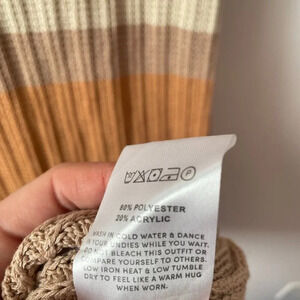 80% POLYESTER
20% ACRYLIC
WASH IN COLD WATER & DANCE
IS YOUR UNDIES WHILE YOU WAIT.
DO NOT BLEACH THIS OUTFIT OR
COMPARE YOURSELF TO OTHERS.
LOW IRON HEAT & LOW TUMBLE
DRY TO FEEL LIKE A WARM HUG
WHEN WORN.